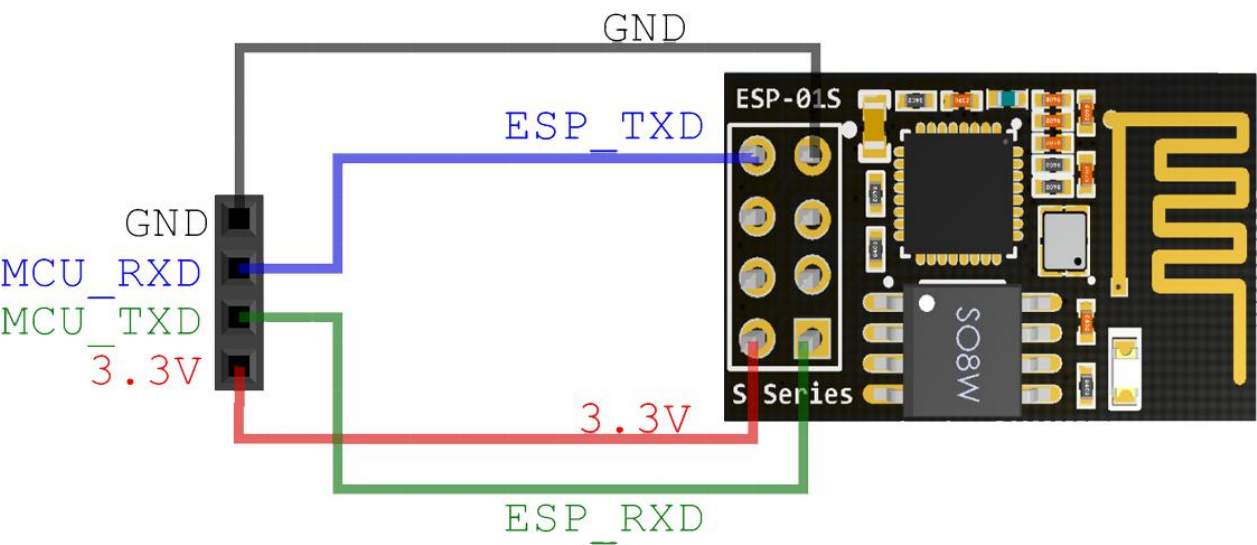 GND
ESP_TXD
ESP-01S
GND
MCU_RXD
MCU_TXD
3.3V
3.3V
S Series
SO8W
ESP_RXD